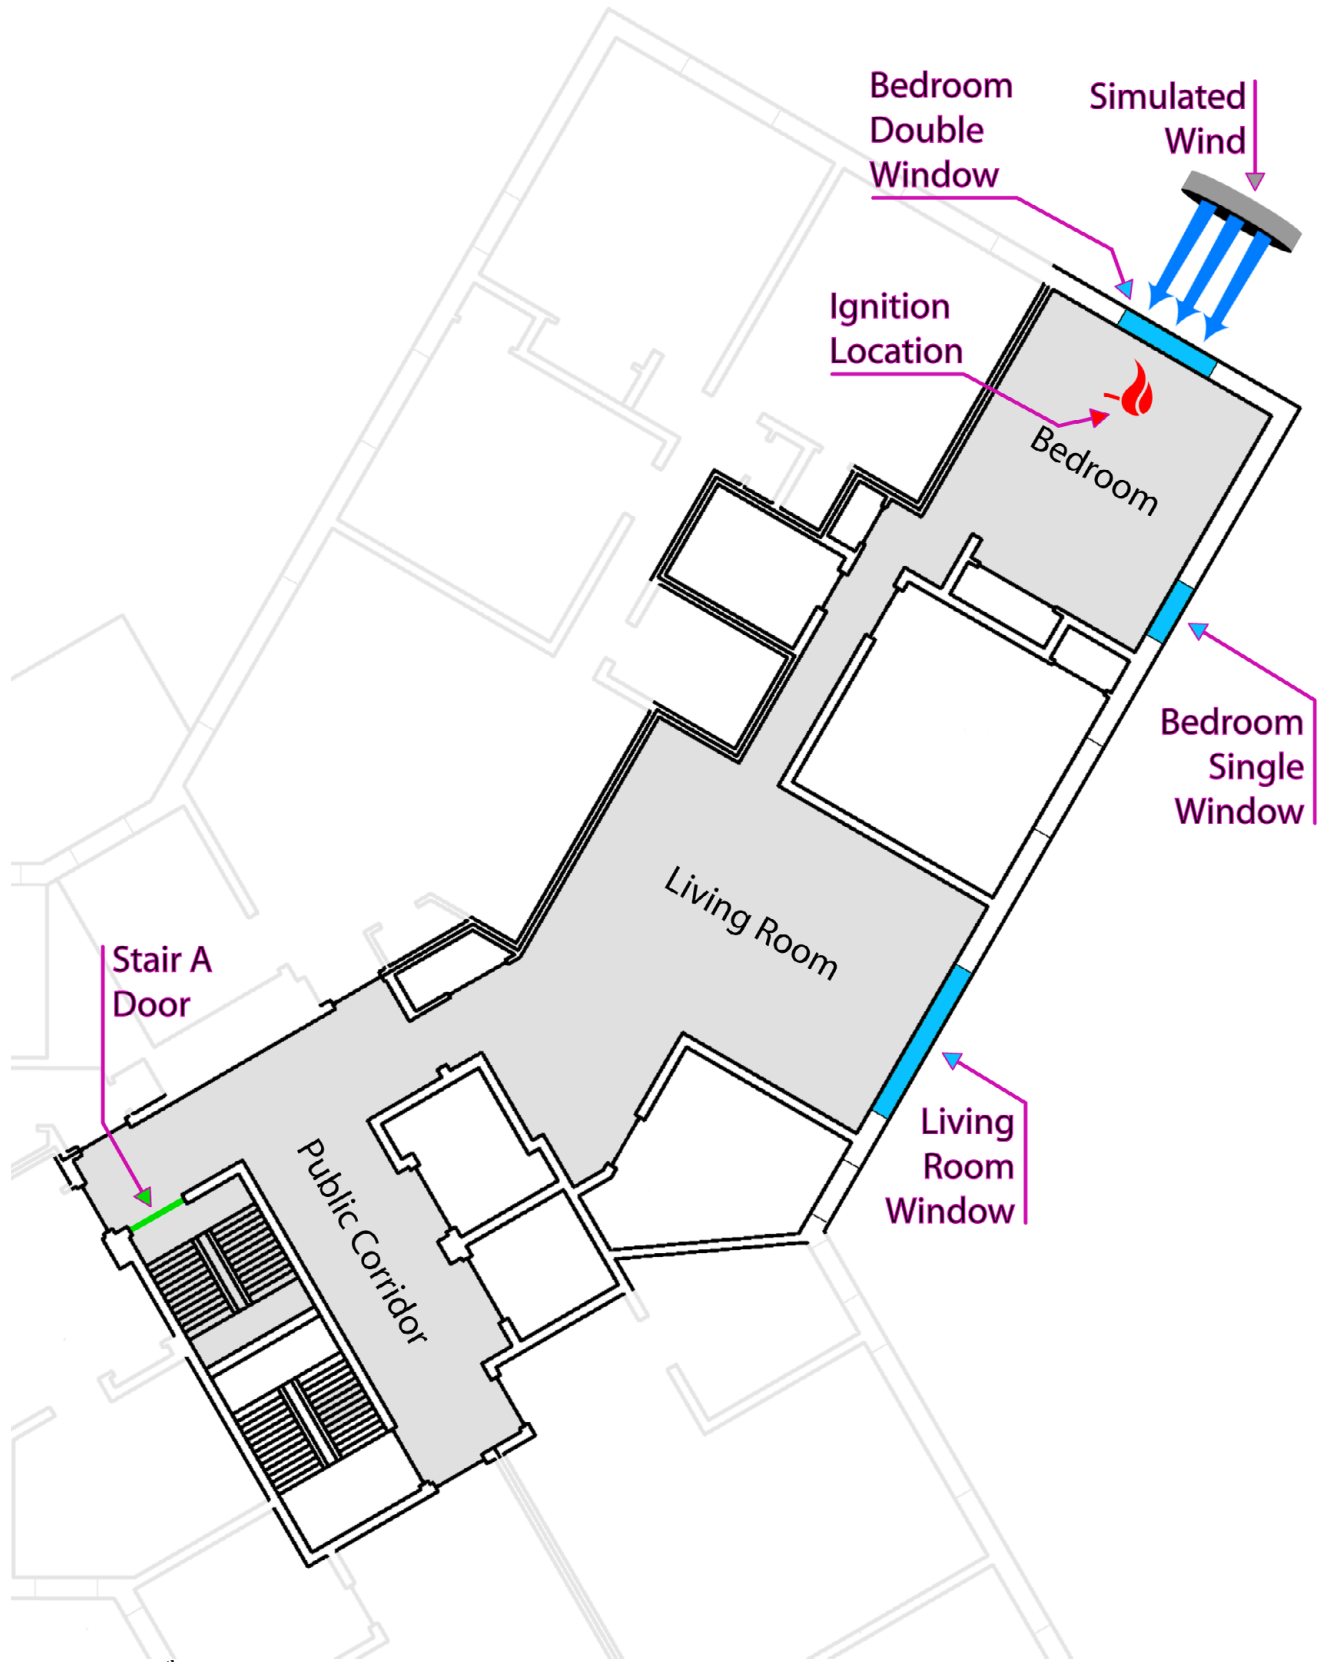 Bedroom
Double
Window
Simulated
Wind
Ignition
Location
Bedroom
Bedroom
Single
Window
Living Room
Stair A
Door
Living
Room
Window
Public Corridor
th